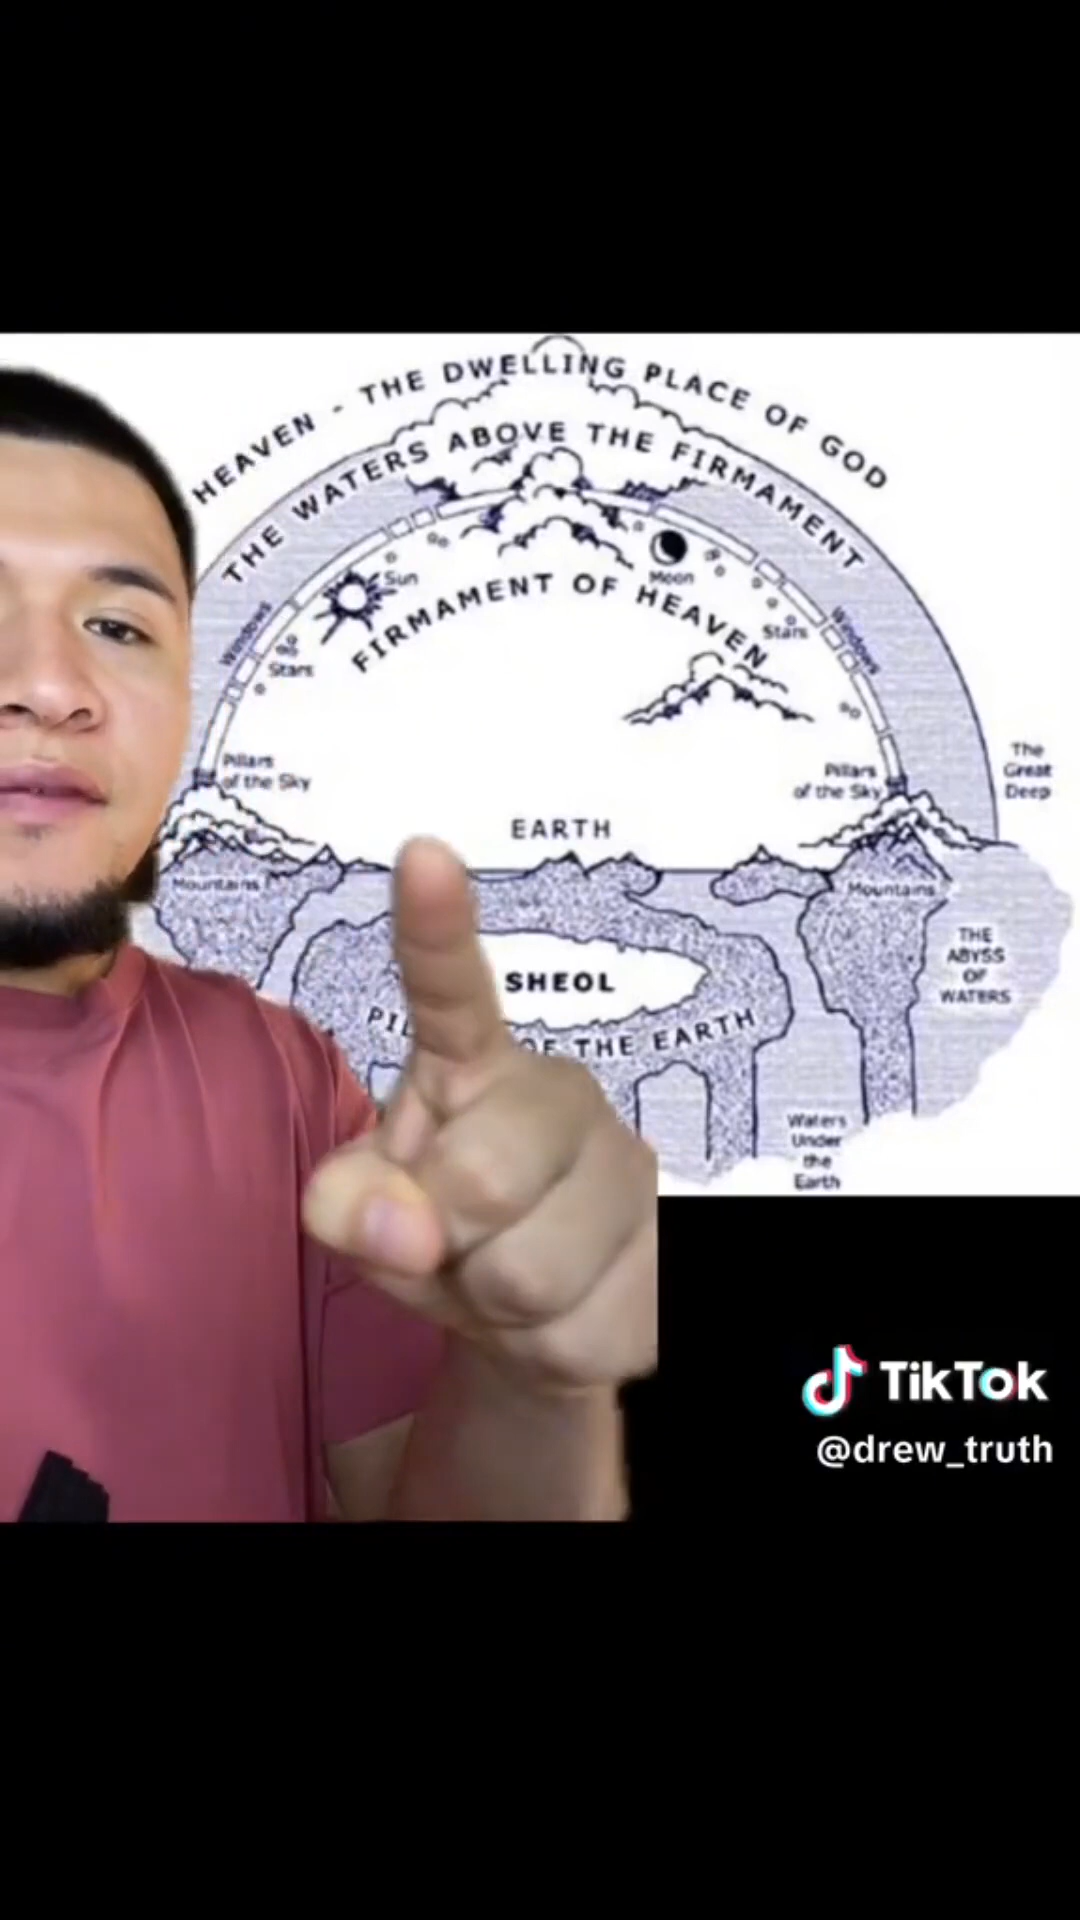 HEAVEN - THE DWELLING PLACE OF GOD
THE WATERS ABOVE THE FIRMAMENT
Sun
Moon
FIRMAMENT OF HEAVEN
Windows
Windows
Stars
Stars
Pillars
of the Sky
Pillars
of the Sky
The
Great
Deep
EARTH
Mountains
Mountains
THE
ABYSS
OF
WATERS
SHEOL
OF THE EARTH
Waters
Under
the
Earth
TikTok
@drew_truth